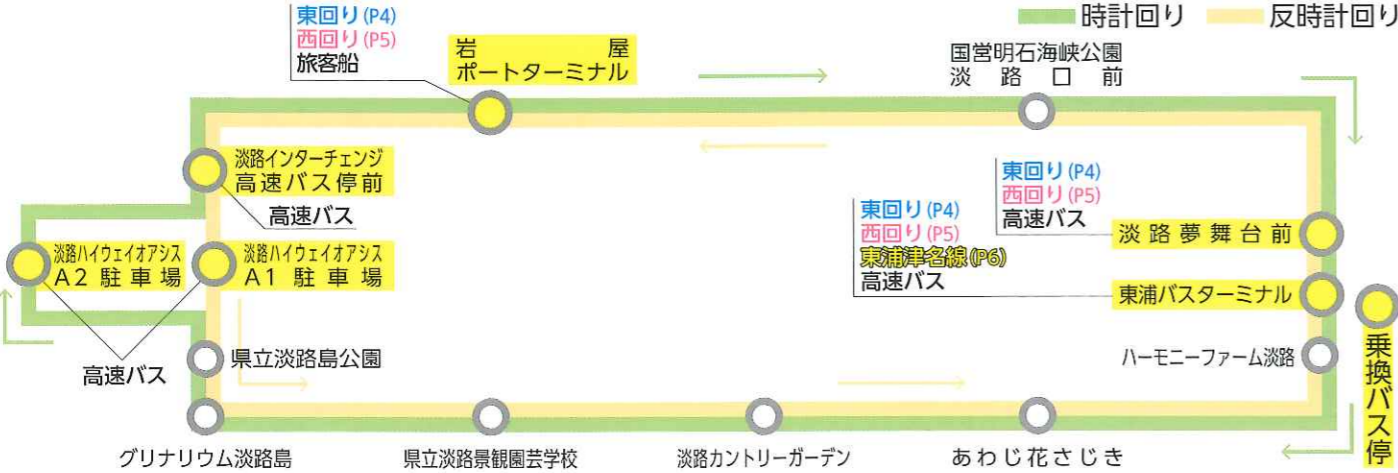 時計回り
反時計回り
東回り(P4)
西回り(P5)
旅客船
岩屋
ポートターミナル
国営明石海峡公園
淡路口前
淡路インターチェンジ
高速バス停前
高速バス
淡路ハイウェイオアシス
A2駐車場
淡路ハイウェイオアシス
A1駐車場
高速バス
県立淡路島公園
グリナリウム淡路島
県立淡路景観園芸学校
淡路カントリーガーデン
あわじ花さじき
東回り(P4)
西回り(P5)
高速バス
淡路夢舞台前
東回り(P4)
西回り(P5)
東浦津名線(P6)
高速バス
東浦バスターミナル
ハーモニーファーム淡路
乗換バス停